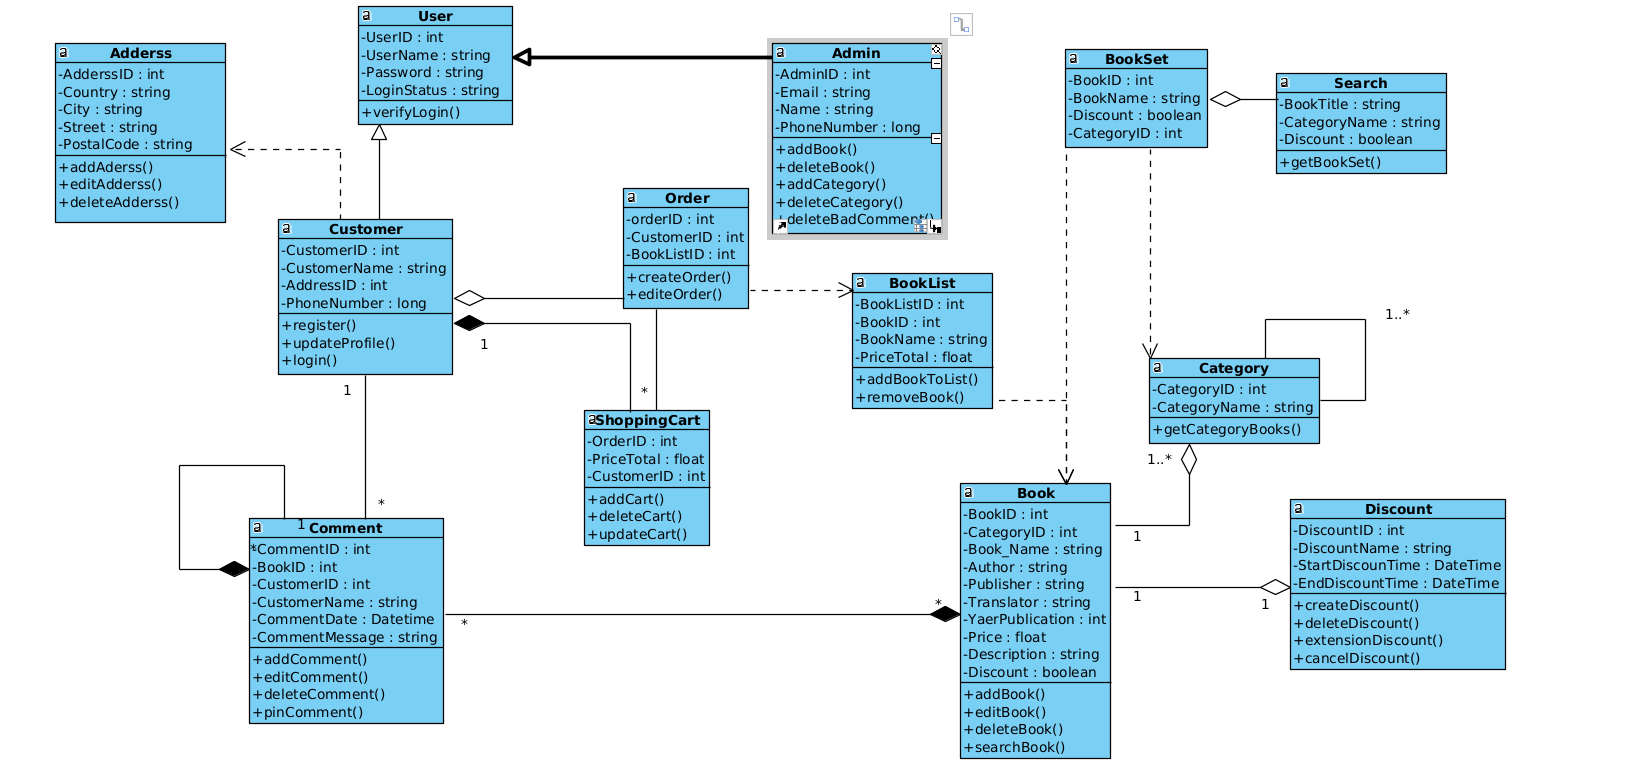 User
-UserID : int
-UserName : string
-Password : string
-LoginStatus : string
+verifyLogin()
Adderss
-AdderssID : int
-Country : string
-City : string
-Street : string
-PostalCode : string
+addAderss()
+editAdderss()
+deleteAdderss()
Admin
-AdminID : int
-Email : string
-Name : string
-PhoneNumber : long
+addBook()
+deleteBook()
+addCategory()
+deleteCategory()
+deleteBadComment()
BookSet
-BookID : int
-BookName : string
-Discount : boolean
-CategoryID : int
Search
-BookTitle : string
-CategoryName : string
-Discount : boolean
+getBookSet()
Customer
-CustomerID : int
-CustomerName : string
-AddressID : int
-PhoneNumber : long
+register()
+updateProfile()
+login()
1
1
Order
-orderID : int
-CustomerID : int
-BookListID : int
+createOrder()
+editeOrder()
BookList
-BookListID : int
-BookID : int
-BookName : string
-PriceTotal : float
+addBookToList()
+removeBook()
*
ShoppingCart
-OrderID : int
-PriceTotal : float
-CustomerID : int
+addCart()
+deleteCart()
+updateCart()
1..*
Category
-CategoryID : int
-CategoryName : string
+getCategoryBooks()
1..*
*
1
Comment
*CommentID : int
-BookID : int
-CustomerID : int
-CustomerName : string
-CommentDate : Datetime
-CommentMessage : string
+addComment()
+editComment()
+deleteComment()
+pinComment()
*
*
Book
-BookID : int
-CategoryID : int
-Book_Name : string
-Author : string
-Publisher : string
-Translator : string
-YaerPublication : int
-Price : float
-Description : string
-Discount : boolean
+addBook()
+editBook()
+deleteBook()
+searchBook()
1
1
1
Discount
-DiscountID : int
-DiscountName : string
-StartDiscounTime : DateTime
-EndDiscountTime : DateTime
+createDiscount()
+deleteDiscount()
+extensionDiscount()
+cancelDiscount()